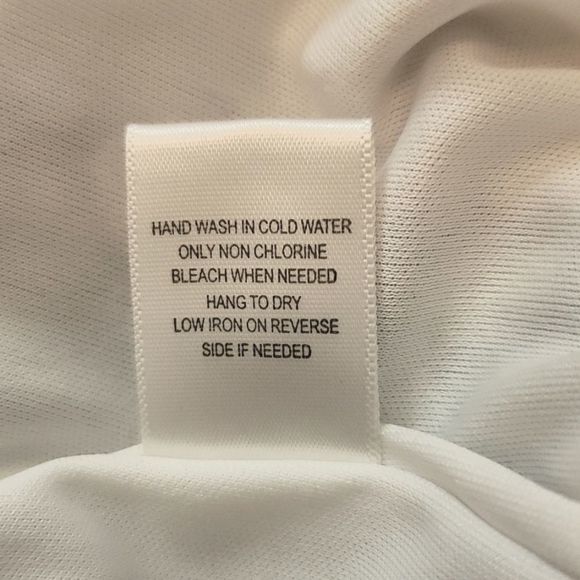 HAND WASH IN COLD WATER
ONLY NON CHLORINE
BLEACH WHEN NEEDED
HANG TO DRY
LOW IRON ON REVERSE
SIDE IF NEEDED